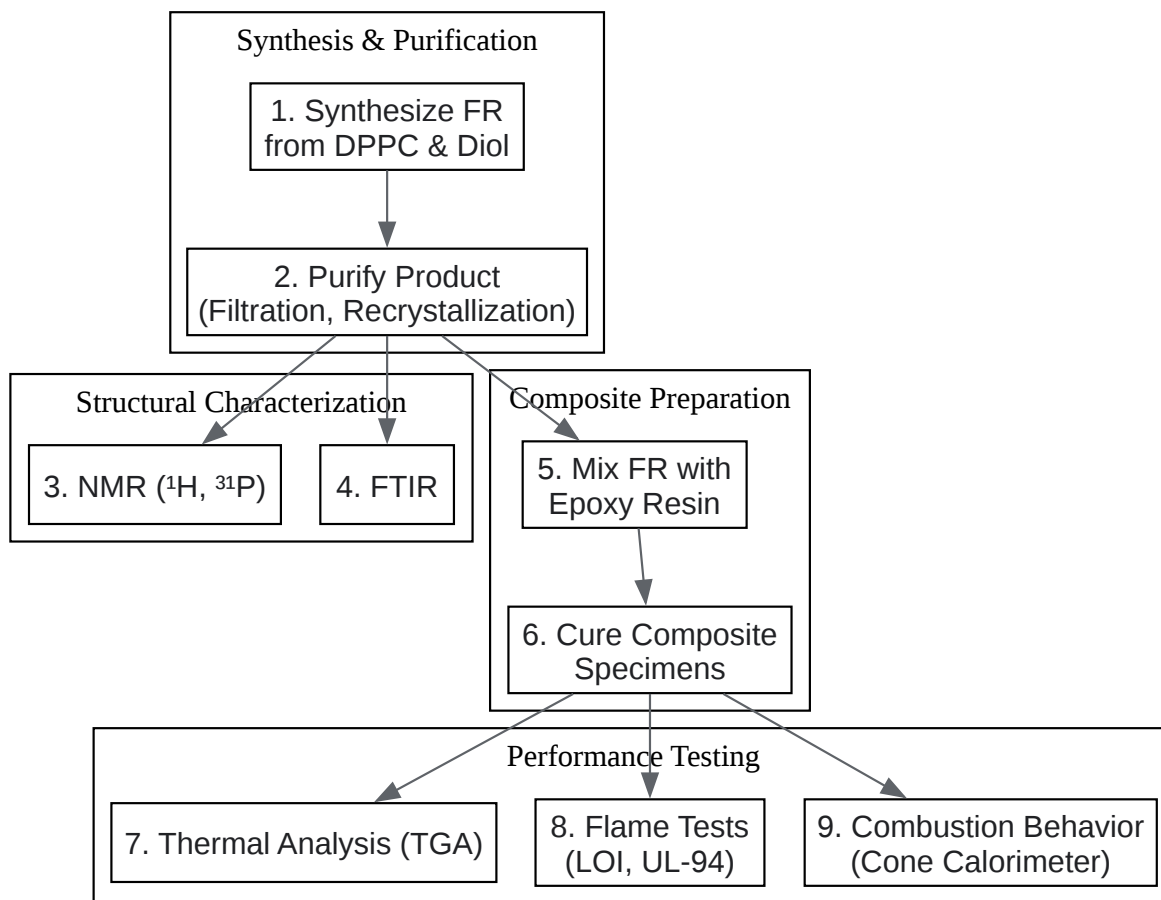 Synthesis & Purification
1. Synthesize FR
from DPPC & Diol
2. Purify Product
(Filtration, Recrystallization)
Structural Characterization
3. NMR (¹H, ³¹P)
4. FTIR
Composite Preparation
5. Mix FR with
Epoxy Resin
6. Cure Composite
Specimens
Performance Testing
7. Thermal Analysis (TGA)
8. Flame Tests
(LOI, UL-94)
9. Combustion Behavior
(Cone Calorimeter)